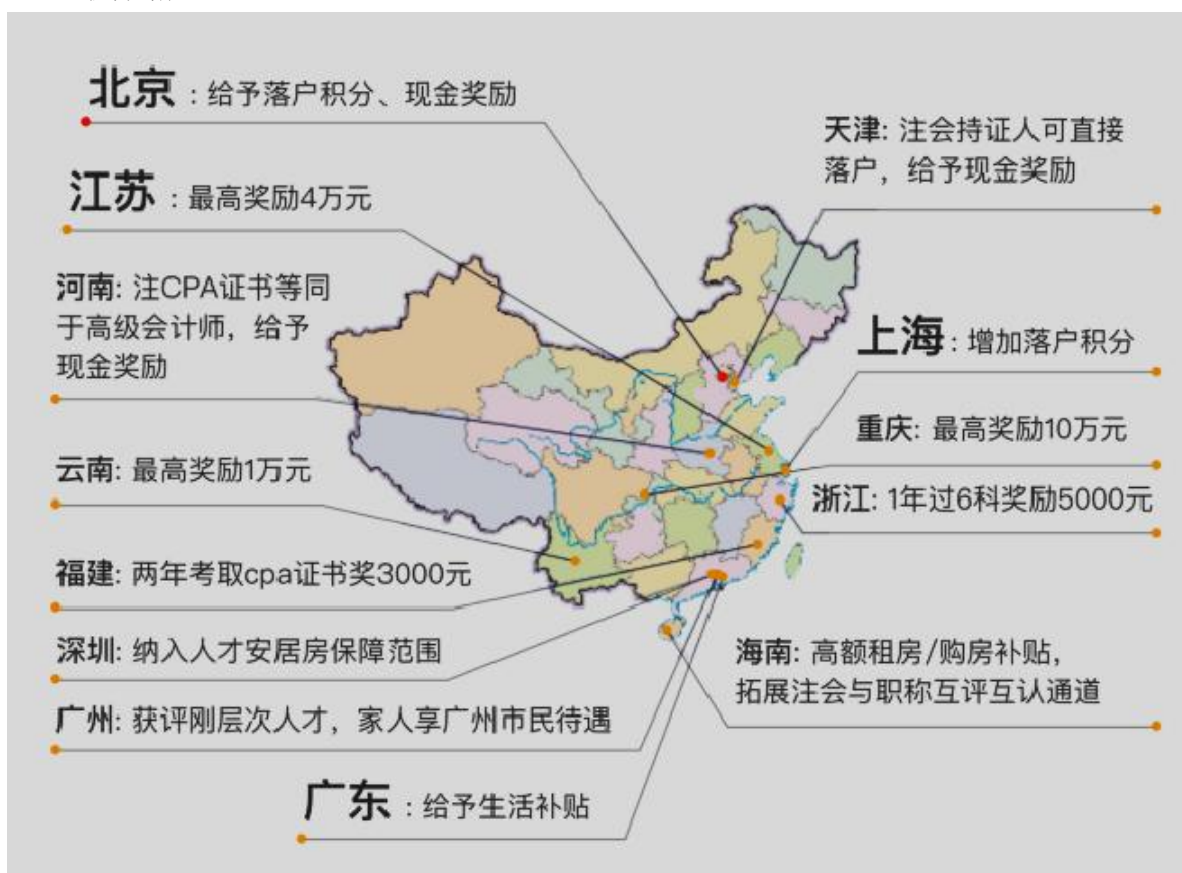 北京：给予落户积分、现金奖励
天津: 注会持证人可直接
落户，给予现金奖励
江苏：最高奖励4万元
河南: 注CPA证书等同
于高级会计师，给予
现金奖励
上海：增加落户积分
重庆: 最高奖励10万元
云南: 最高奖励1万元
浙江: 1年过6科奖励5000元
福建: 两年考取cpa证书奖3000元
深圳: 纳入人才安居房保障范围
海南: 高额租房/购房补贴，
拓展注会与职称互评互认通道
广州: 获评刚层次人才，家人享广州市民待遇
广东：给予生活补贴